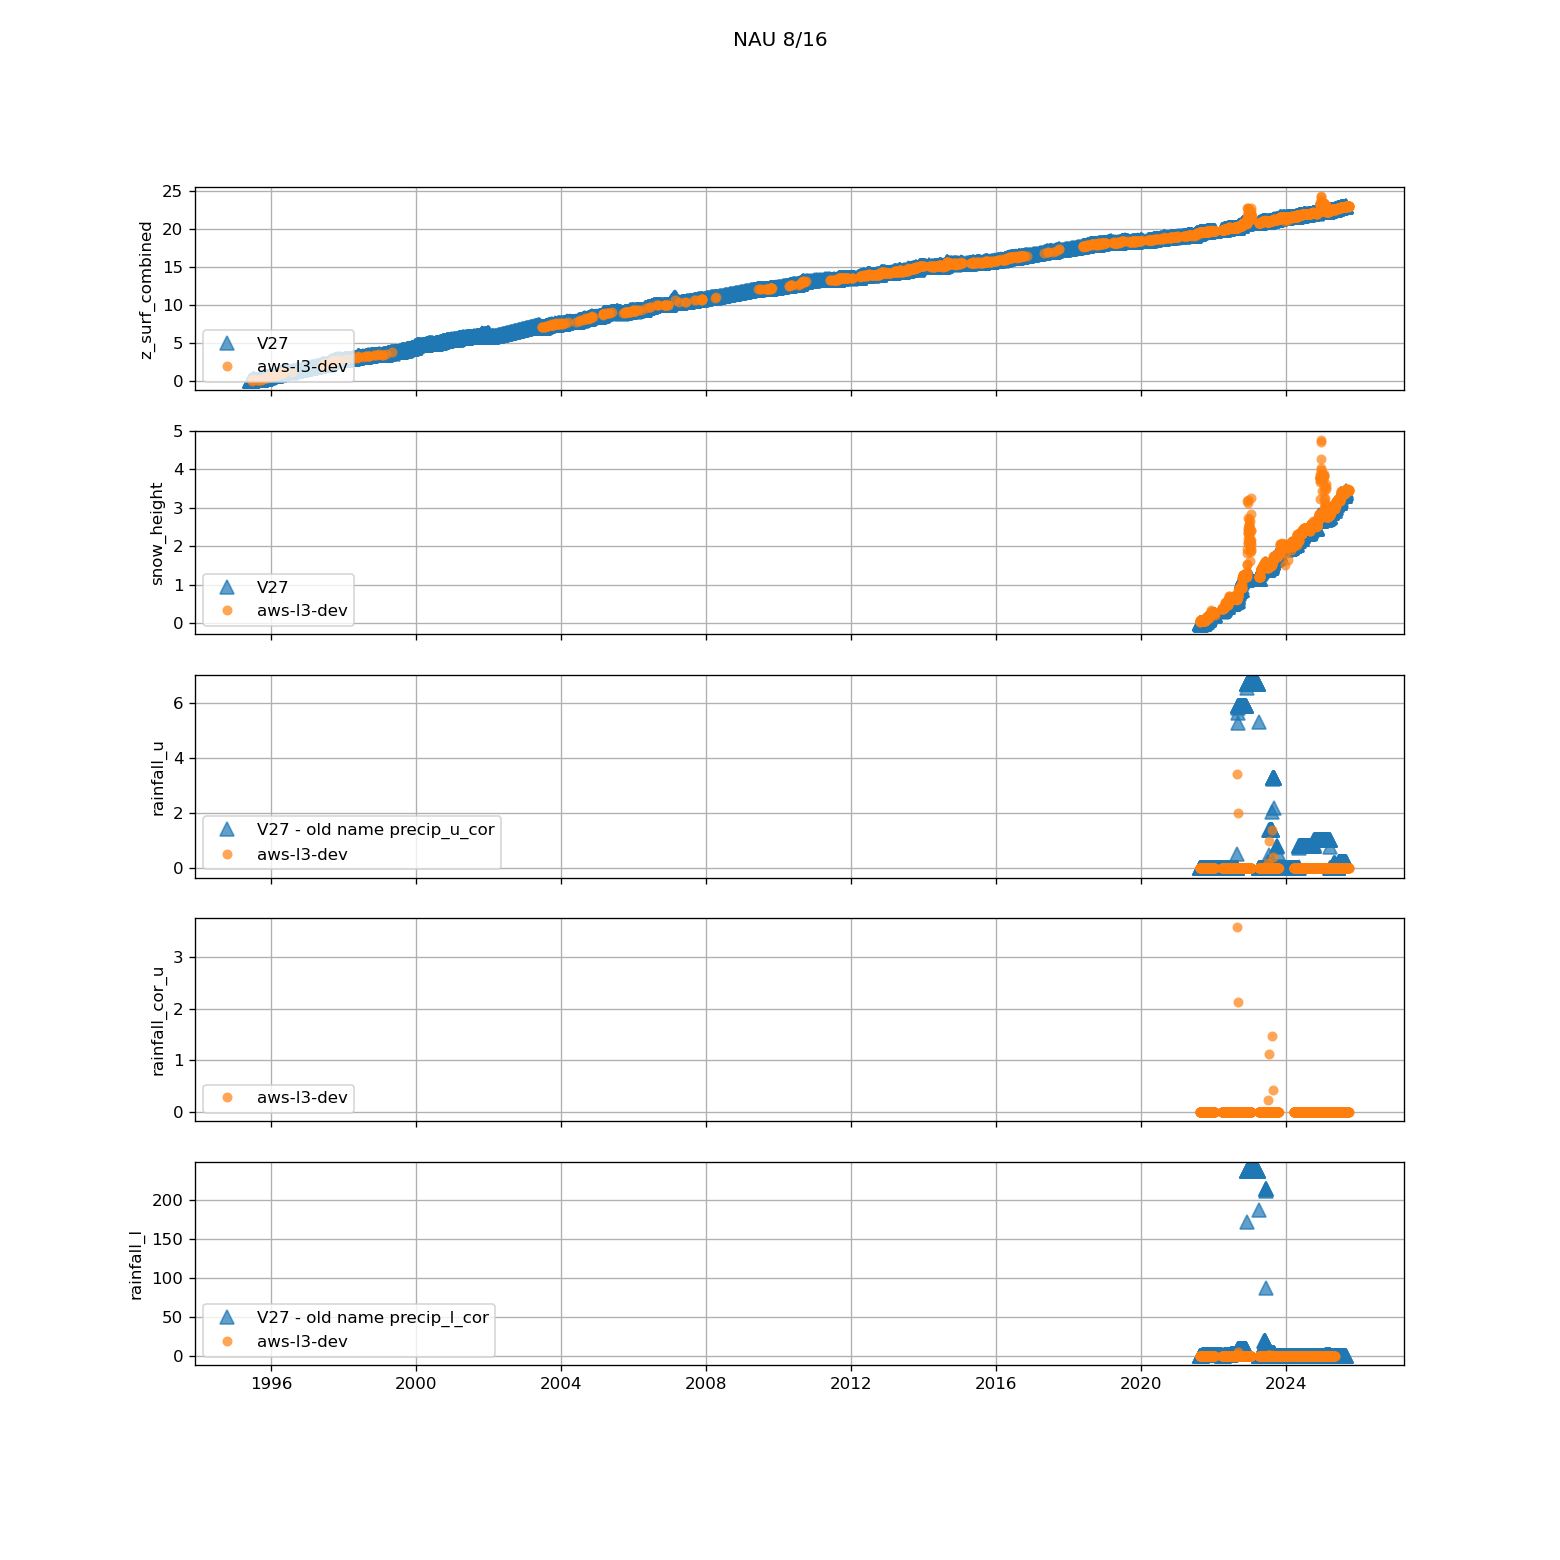 NAU 8/16
z_surf_combined
25
20
15
10
5
0
V27
aws-l3-dev
snow_height
5
4
3
2
1
0
V27
aws-l3-dev
rainfall_u
6
4
2
0
V27 - old name precip_u_cor
aws-l3-dev
rainfall_cor_u
3
2
1
0
aws-l3-dev
rainfall_l
200
150
100
50
0
V27 - old name precip_l_cor
aws-l3-dev
1996 2000 2004 2008 2012 2016 2020 2024